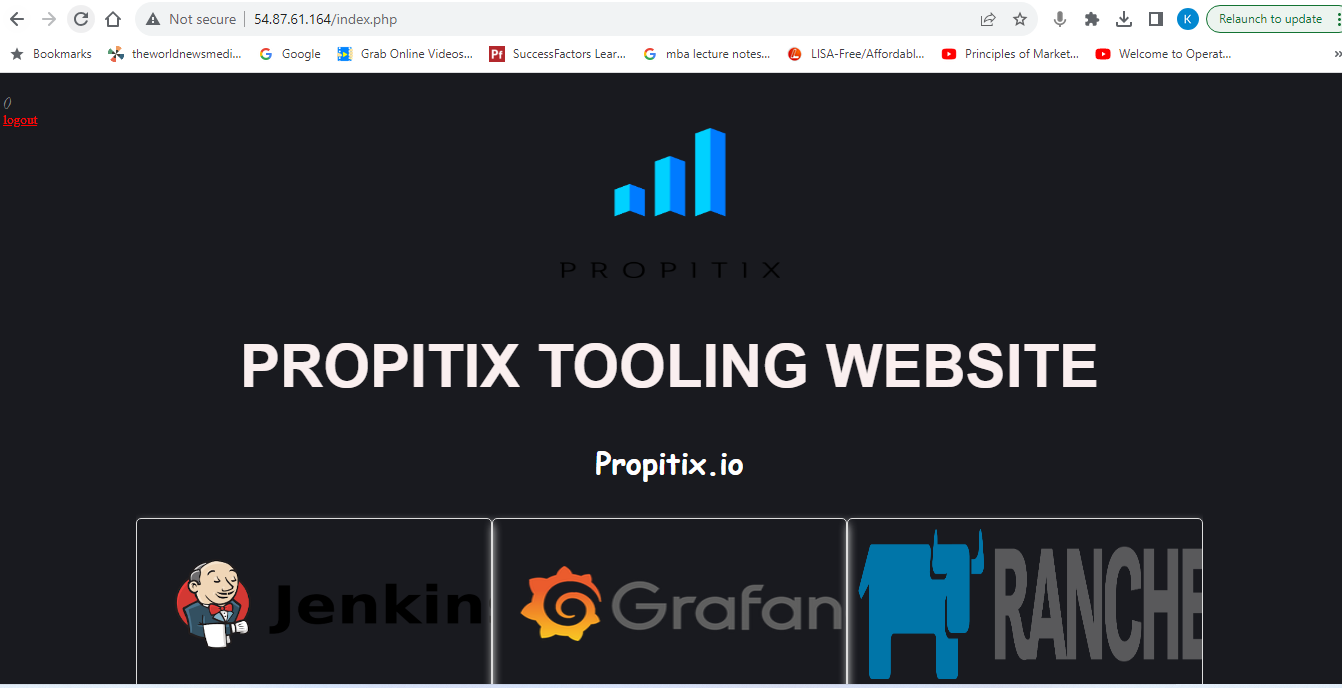 Not secure 54.87.61.164/index.php K Relaunch to update
Bookmarks theworldnewsmedi... Google Grab Online Videos... Pf SuccessFactors Lear... mba lecture notes... LISA-Free/Affordabl... Principles of Market... Welcome to Operat... »
()
logout
PROPITIX
PROPITIX TOOLING WEBSITE
Propitix.io
Jenkin Grafan RANCHE